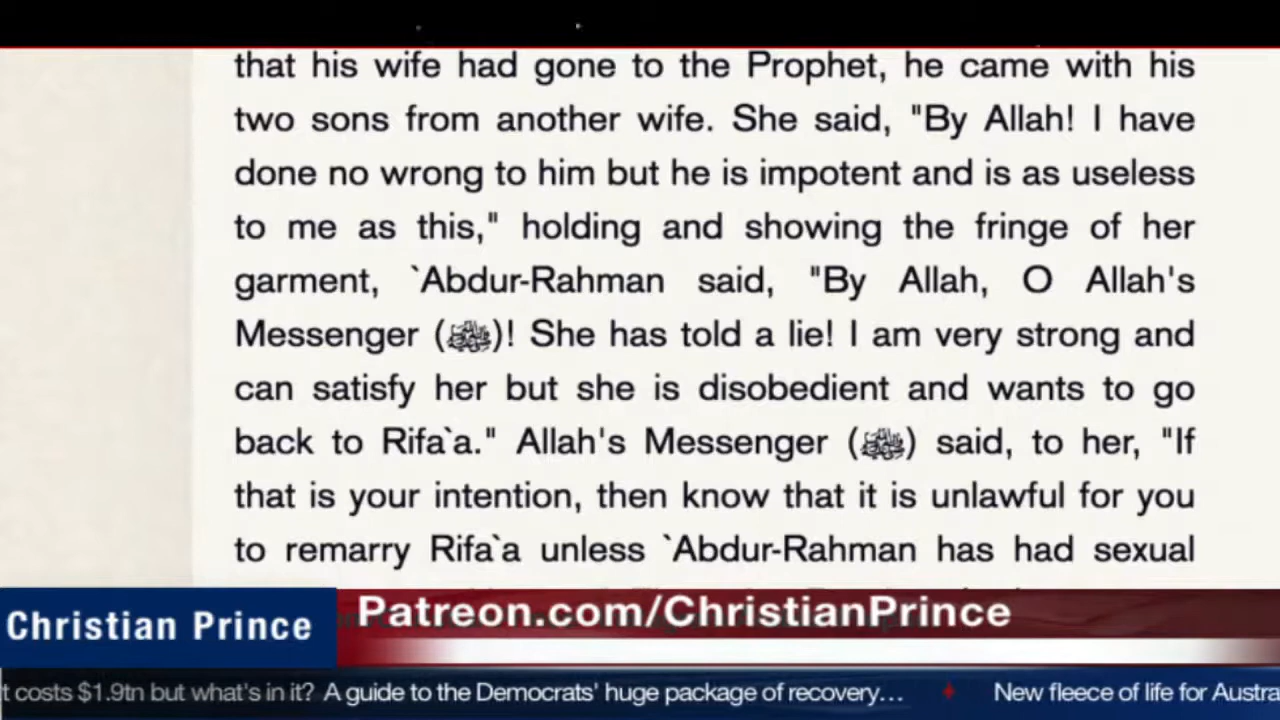 that his wife had gone to the Prophet, he came with his
two sons from another wife. She said, "By Allah! I have
done no wrong to him but he is impotent and is as useless
to me as this," holding and showing the fringe of her
garment, `Abdur-Rahman said, "By Allah, O Allah's
Messenger (ﷺ)! She has told a lie! I am very strong and
can satisfy her but she is disobedient and wants to go
back to Rifa`a." Allah's Messenger (ﷺ) said, to her, "If
that is your intention, then know that it is unlawful for you
to remarry Rifa`a unless `Abdur-Rahman has had sexual
Christian Prince
Patreon.com/ChristianPrince
t costs $1.9tn but what's in it? A guide to the Democrats' huge package of recovery... New fleece of life for Austra